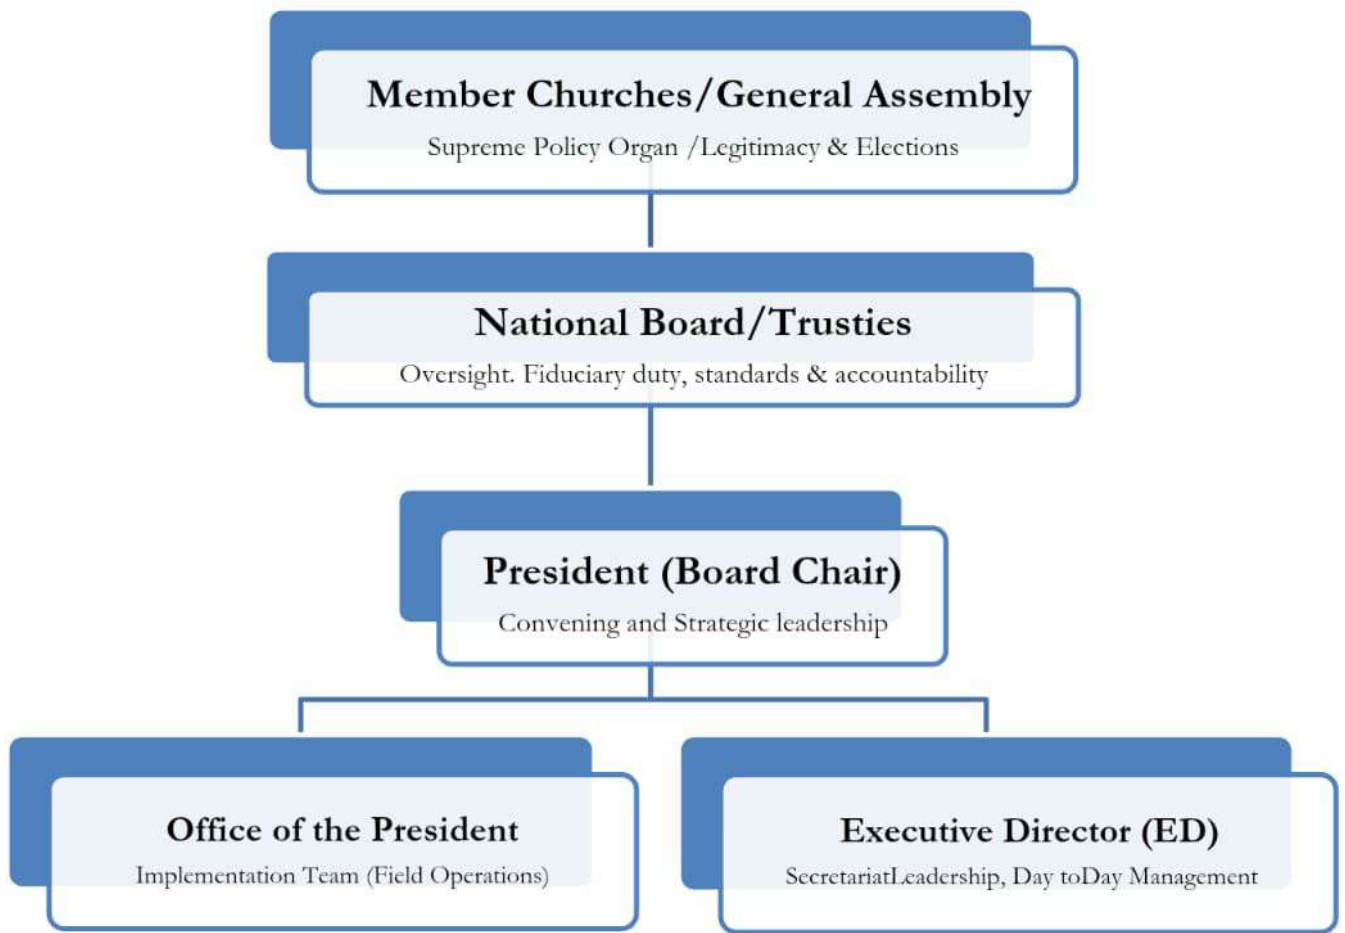 Member Churches/General Assembly
Supreme Policy Organ /Legitimacy & Elections
National Board/Trusties
Oversight. Fiduciary duty, standards & accountability
President (Board Chair)
Convening and Strategic leadership
Office of the President
Implementation Team (Field Operations)
Executive Director (ED)
SecretariatLeadership, Day toDay Management